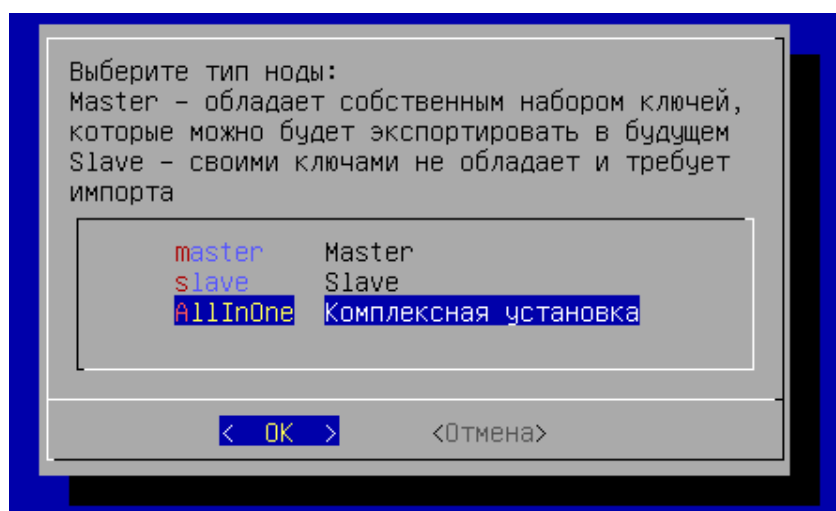 Выберите тип ноды:
Master – обладает собственным набором ключей,
которые можно будет экспортировать в будущем
Slave – своими ключами не обладает и требует
импорта
master Master
slave Slave
AllInOne Комплексная установка
< OK > <Отмена>